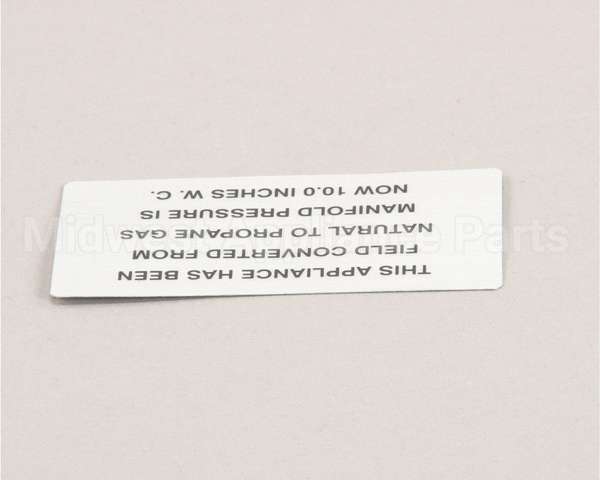 THIS APPLIANCE HAS BEEN
FIELD CONVERTED FROM
NATURAL TO PROPANE GAS
MANIFOLD PRESSURE IS
NOW 10.0 INCHES W. C.
Midwest Appliance Parts